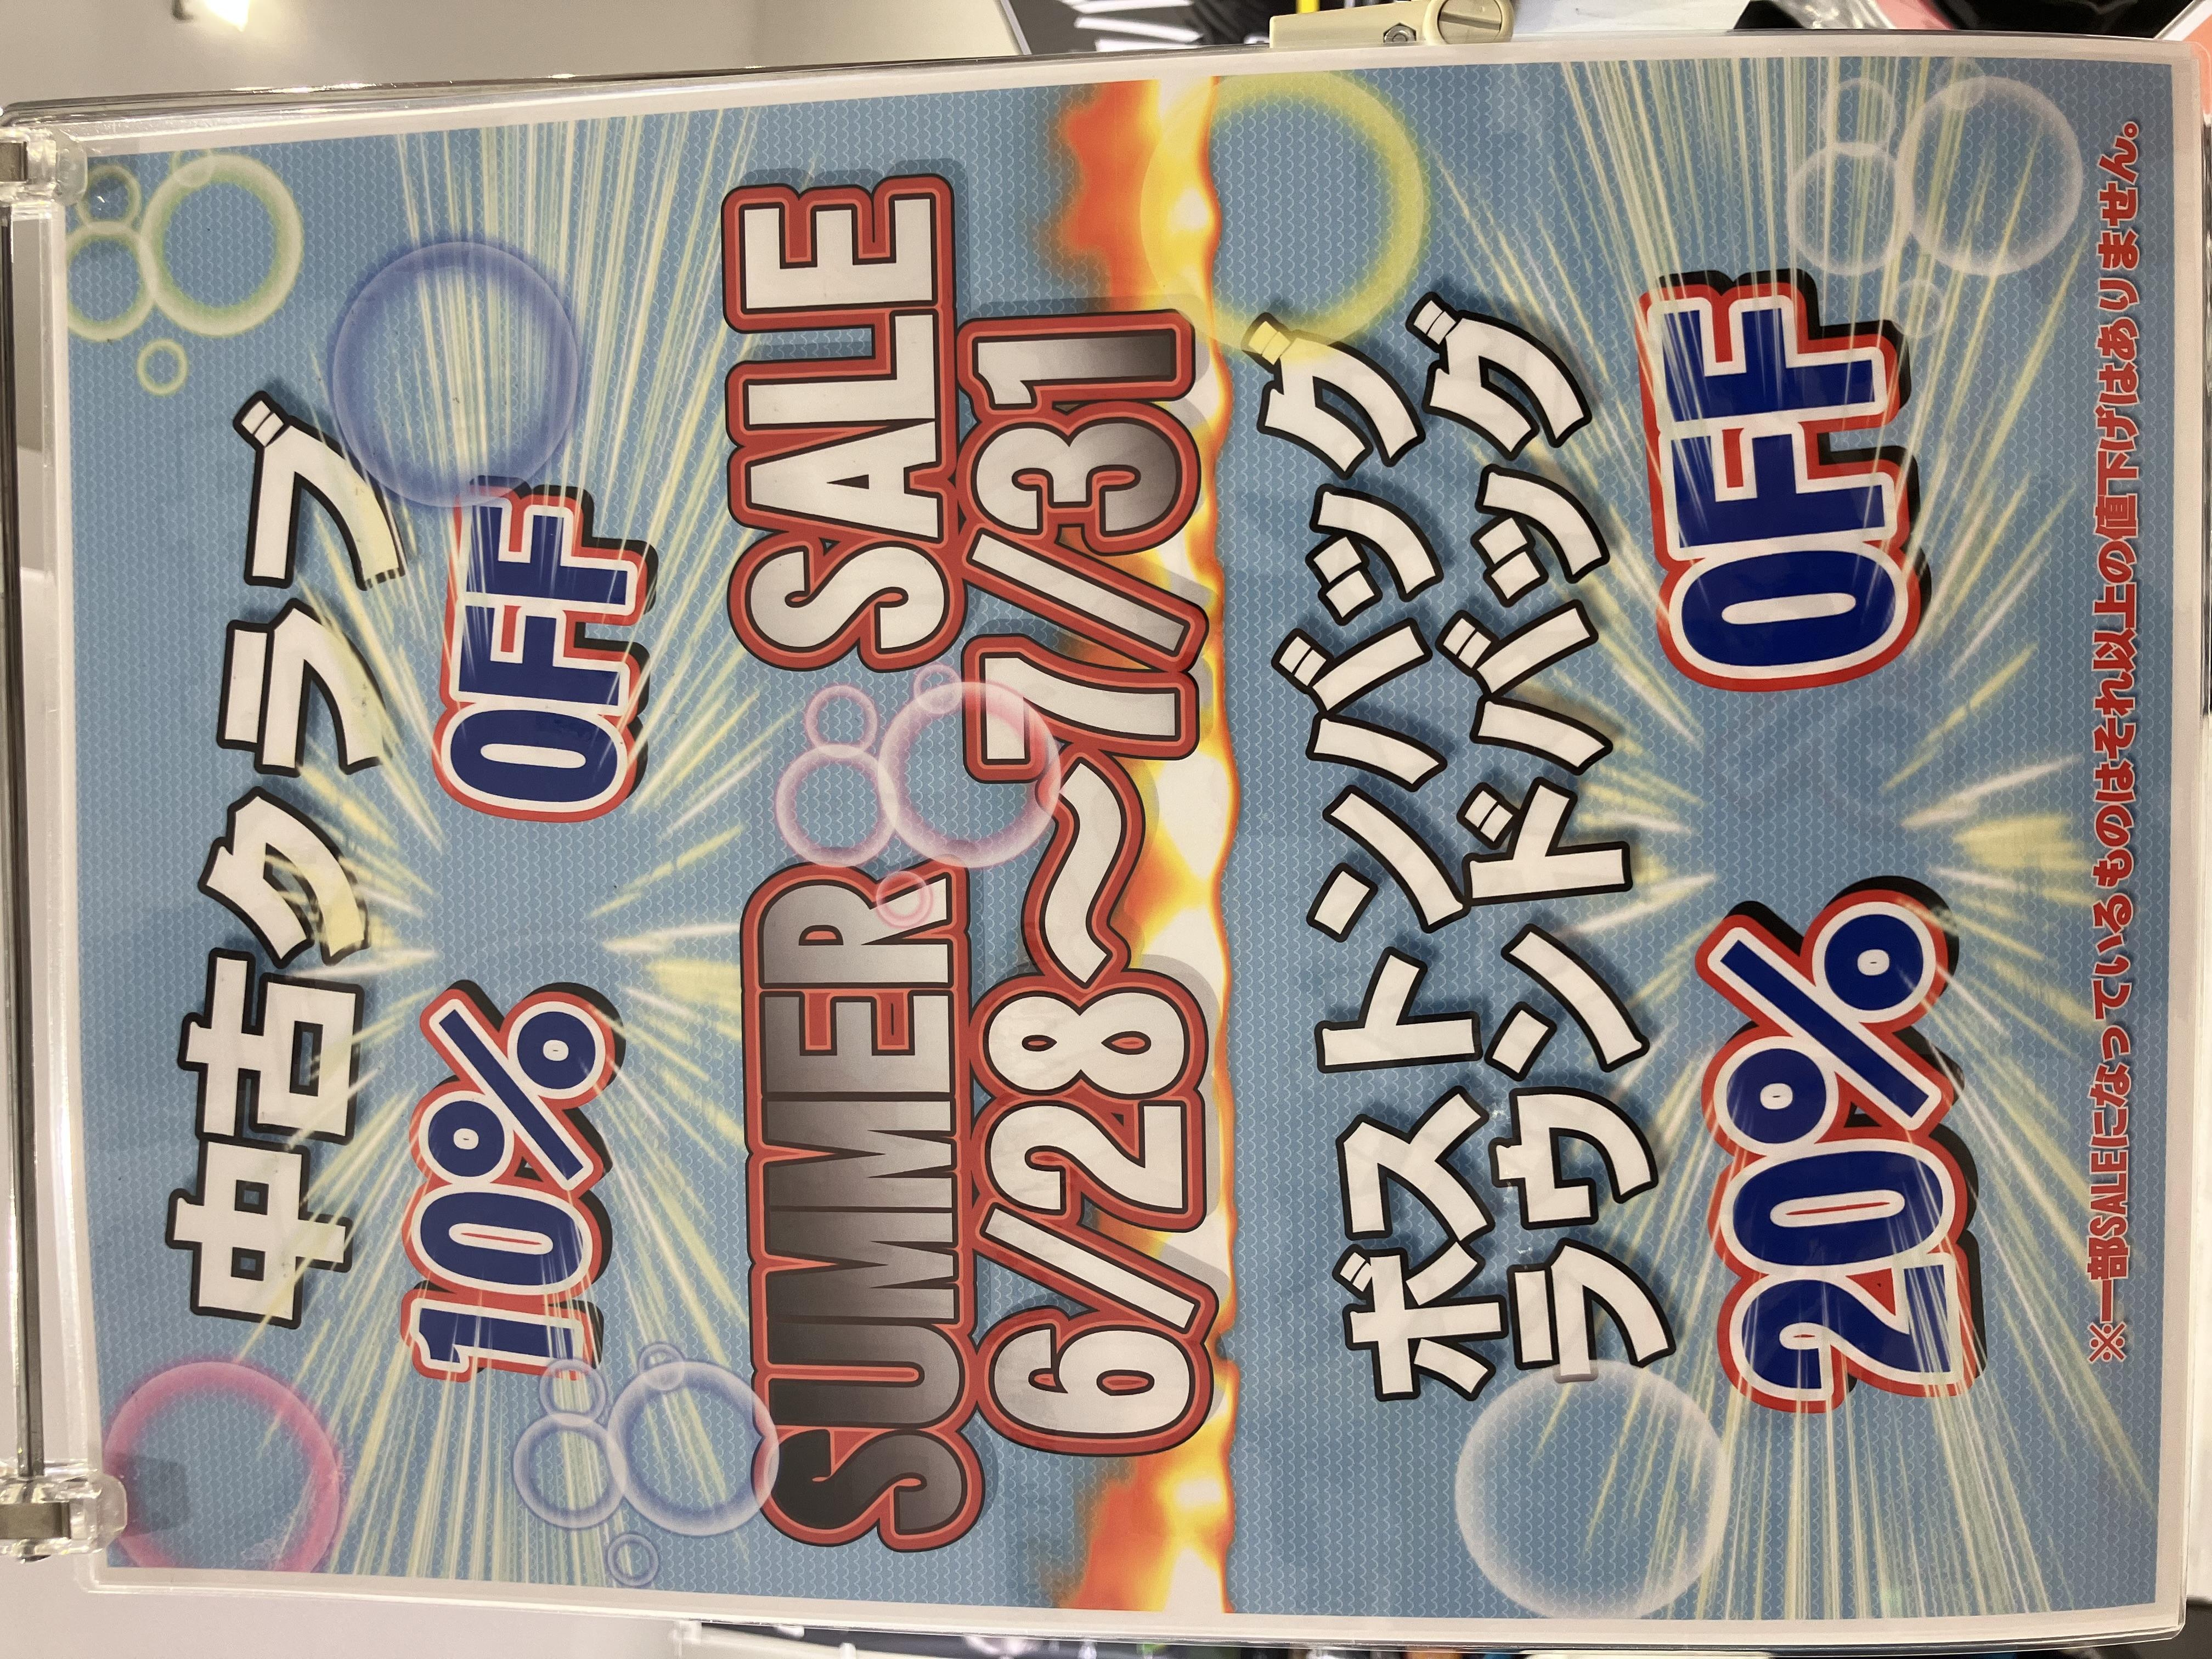 中古クラブ
10% OFF
SUMMER SALE
6/28〜7/31
ボストンバッグ
ラウンドバッグ
20% OFF
※一部SALEになっているものはそれ以上の値下げはありません。